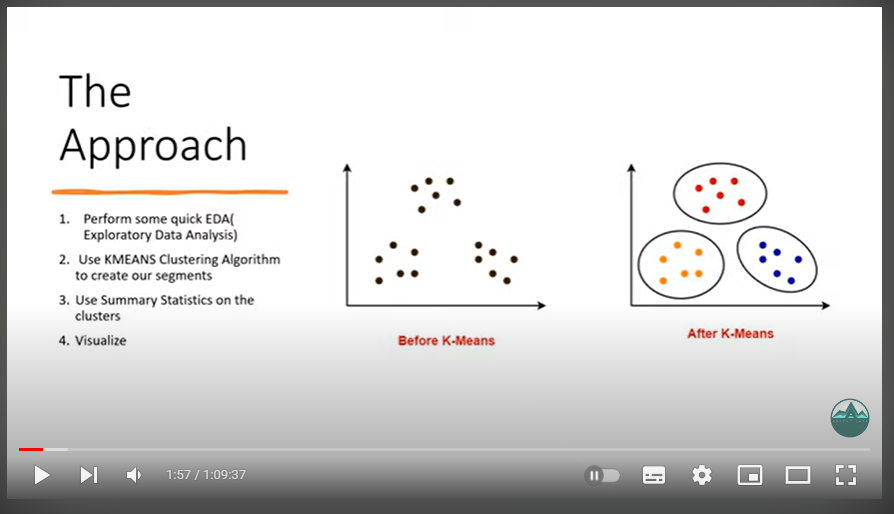 The
Approach
1. Perform some quick EDA(
Exploratory Data Analysis)
2. Use KMEANS Clustering Algorithm
to create our segments
3. Use Summary Statistics on the
clusters
4. Visualize
Before K-Means
After K-Means
1:57 / 1:09:37